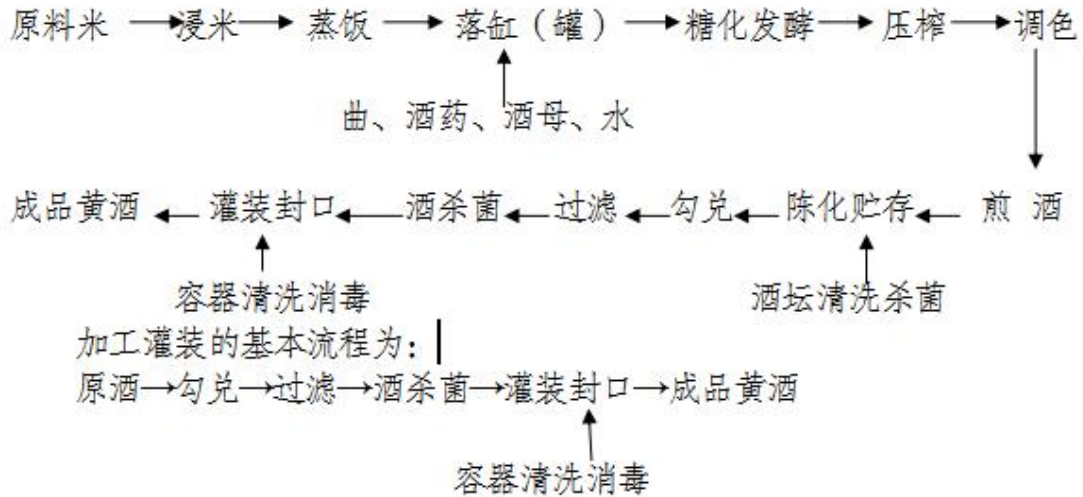 原料米 → 浸米 → 蒸饭 → 落缸（罐） → 糖化发酵 → 压榨 → 调色
曲、酒药、酒母、水
成品黄酒 ← 灌装封口 ← 酒杀菌 ← 过滤 ← 勾兑 ← 陈化贮存 ← 煎 酒
容器清洗消毒 酒坛清洗杀菌
加工灌装的基本流程为：
原酒→勾兑→过滤→酒杀菌→灌装封口→成品黄酒
容器清洗消毒